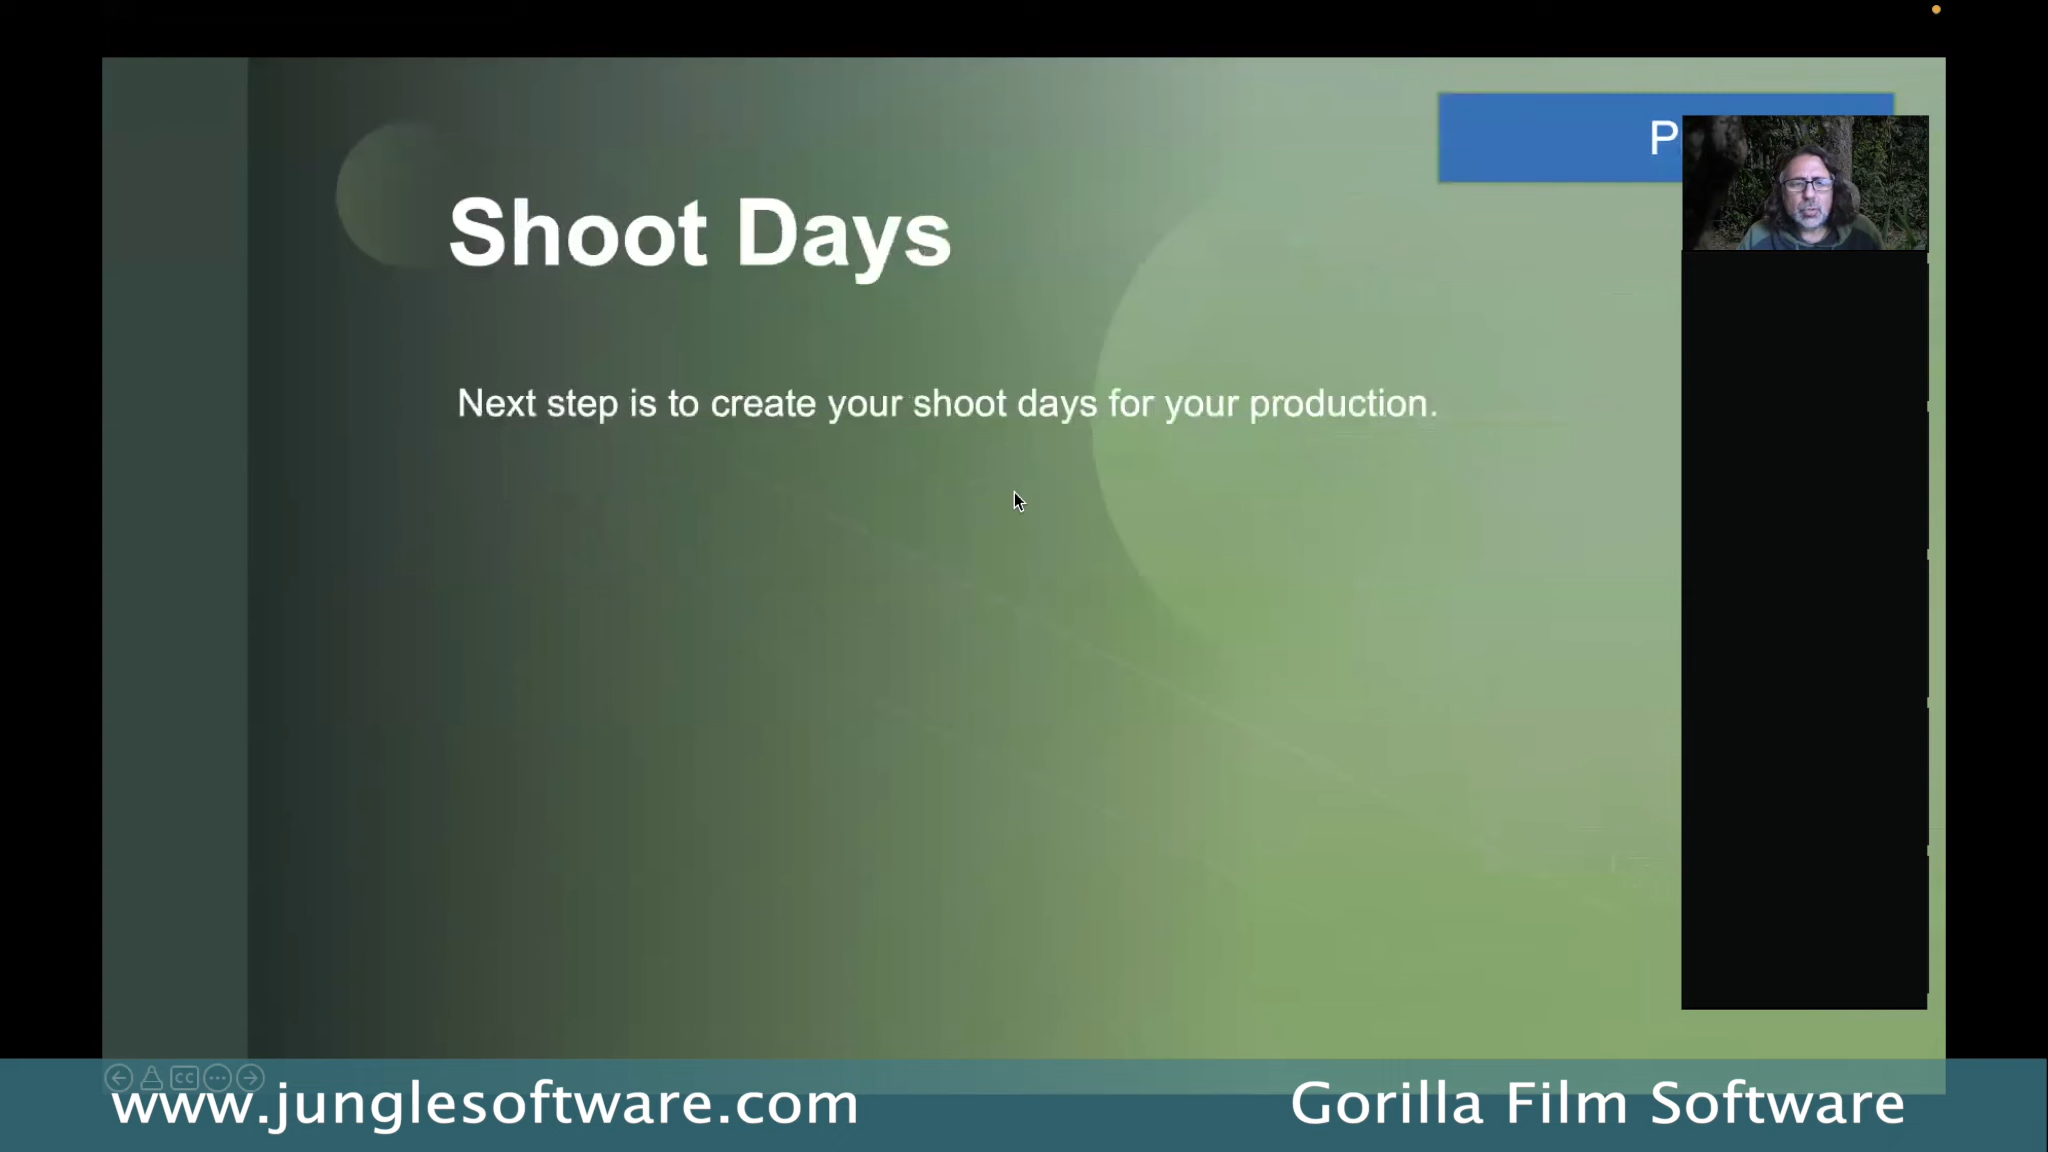 Shoot Days
Next step is to create your shoot days for your production.
www.junglesoftware.com
Gorilla Film Software